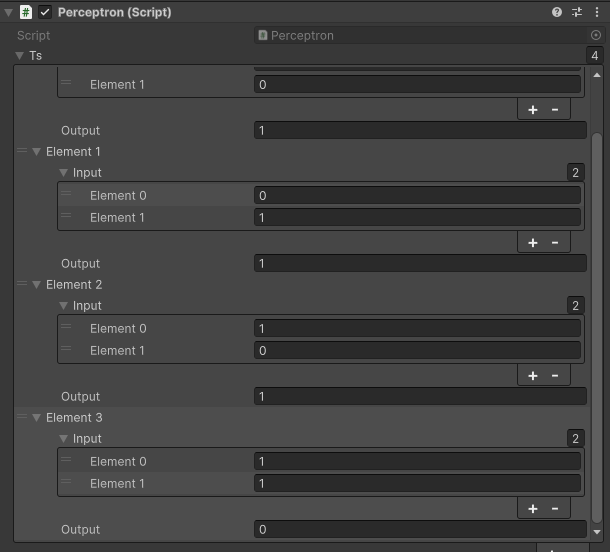 Perceptron (Script)
Script Perceptron
Ts 4
Element 1 0
+ -
Output 1
Element 1
Input 2
Element 0 0
Element 1 1
+ -
Output 1
Element 2
Input 2
Element 0 1
Element 1 0
+ -
Output 1
Element 3
Input 2
Element 0 1
Element 1 1
+ -
Output 0